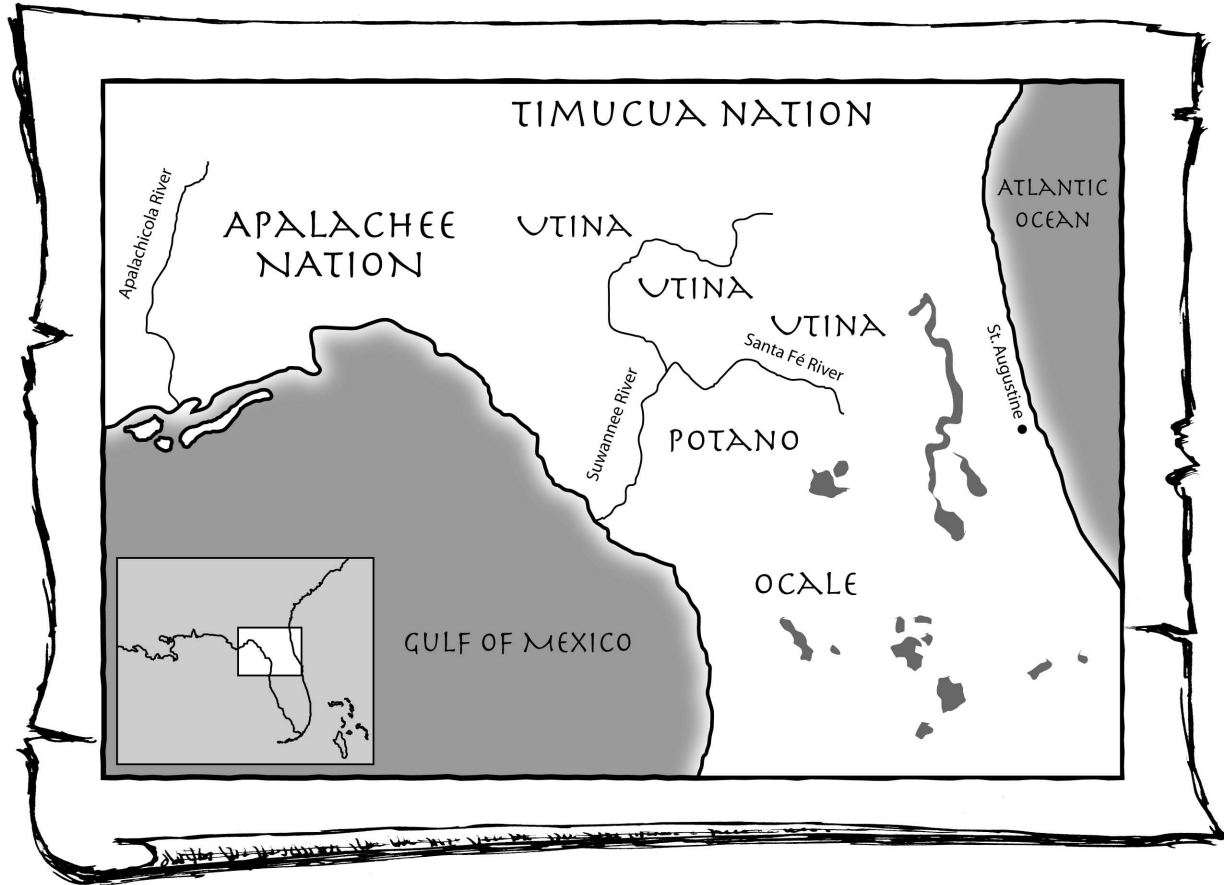 TIMUCUA NATION
ATLANTIC
OCEAN
Apalachicola River
APALACHEE
NATION
UTINA
UTINA
UTINA
Santa Fé River
St. Augustine
Suwannee River
POTANO
OCALE
GULF OF MEXICO